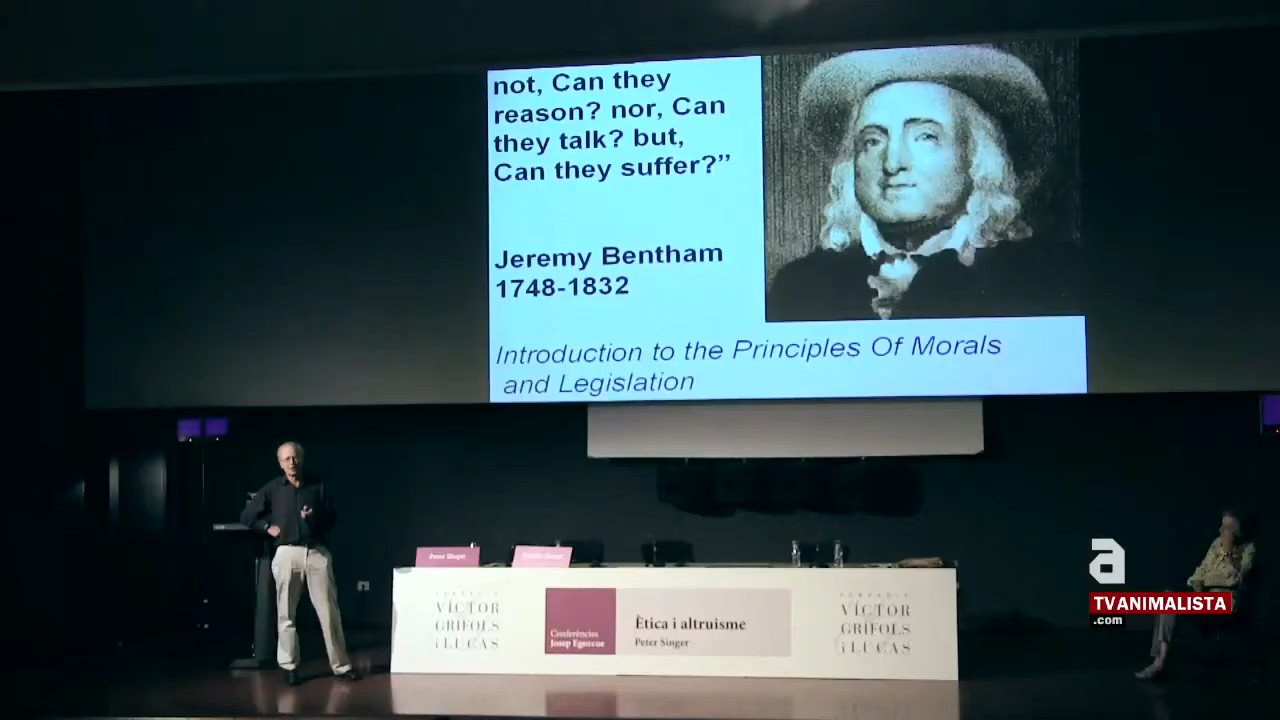 not, Can they
reason? nor, Can
they talk? but,
Can they suffer?”
Jeremy Bentham
1748-1832
Introduction to the Principles Of Morals
and Legislation
Peter Singer
VÍCTOR
GRÍFOLS
i LUCAS
Conferències
Josep Egozcue
Ètica i altruisme
Peter Singer
VÍCTOR
GRÍFOLS
i LUCAS
a
TVANIMALISTA
.com